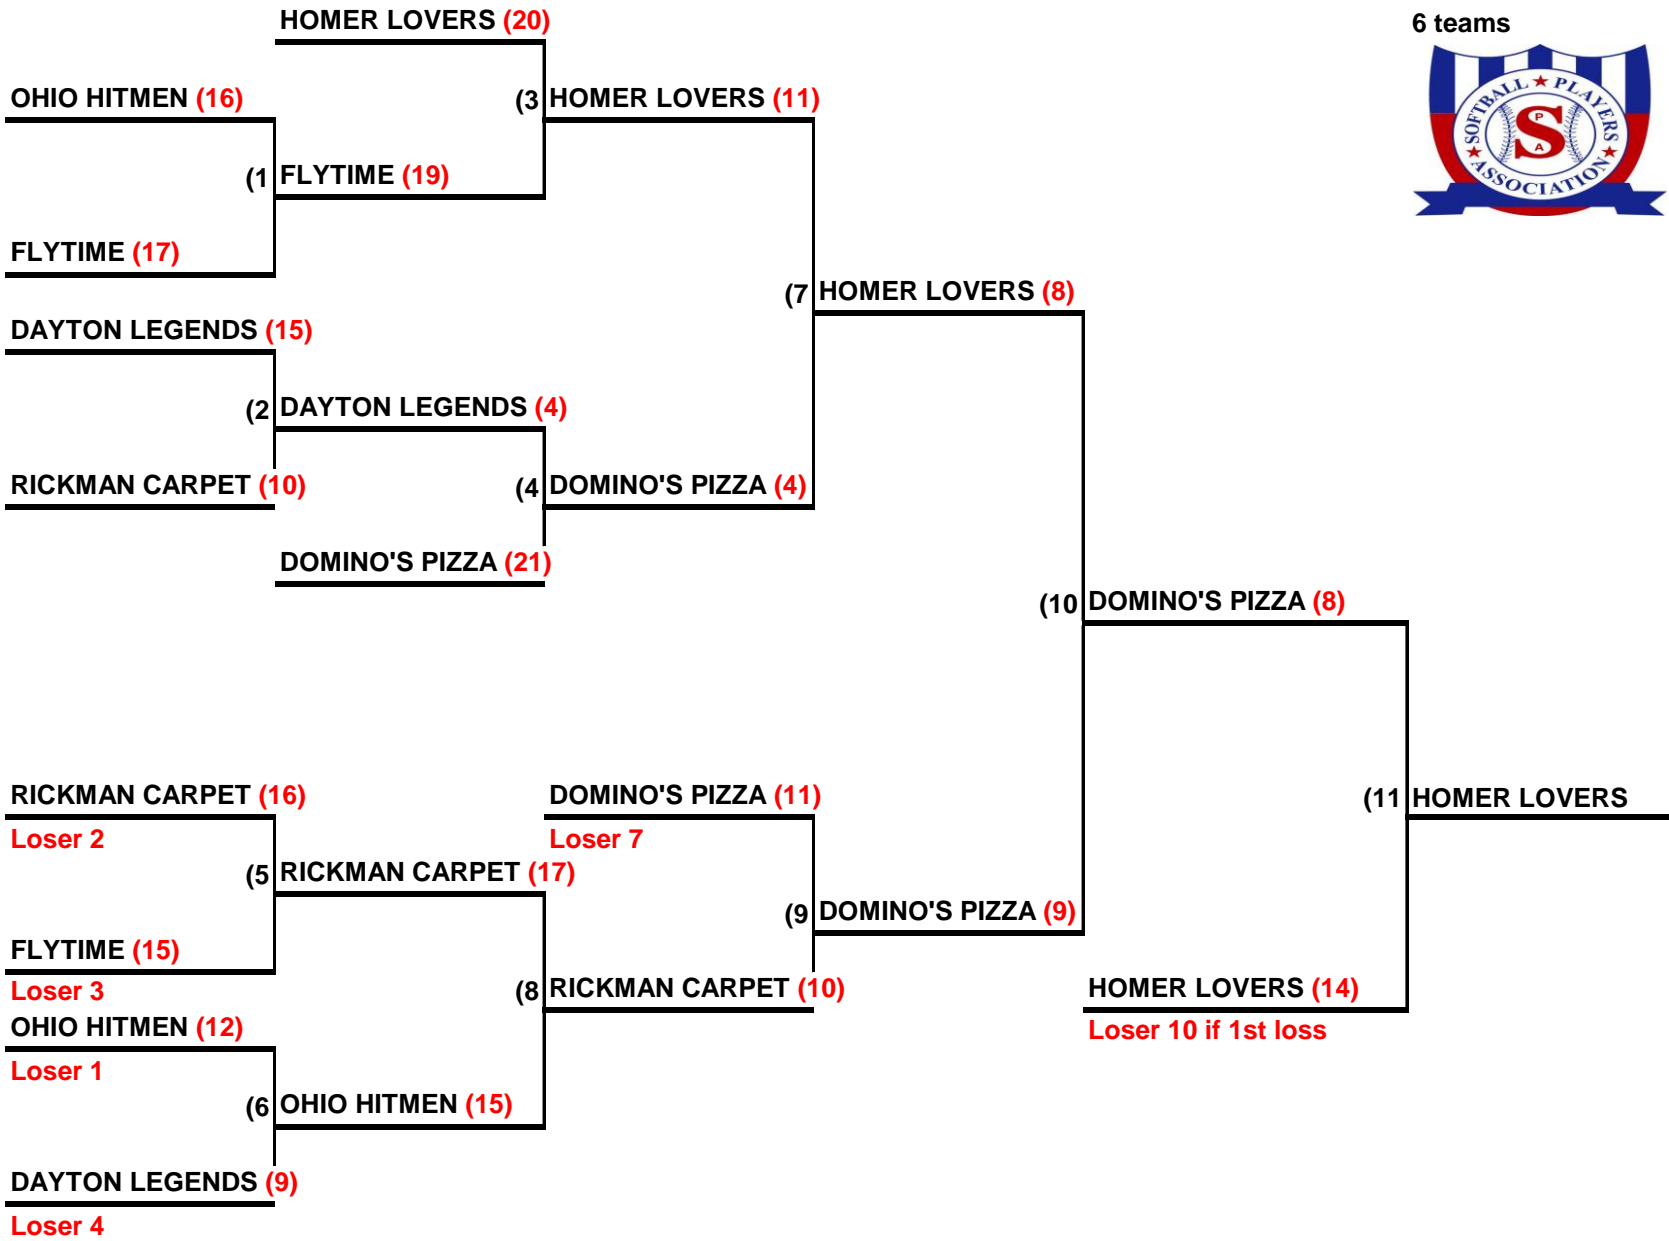 HOMER LOVERS (20)
6 teams
SOFTBALL PLAYERS
ASSOCIATION
S
P
A
OHIO HITMEN (16)
(3 HOMER LOVERS (11)
(1 FLYTIME (19)
FLYTIME (17)
(7 HOMER LOVERS (8)
DAYTON LEGENDS (15)
(2 DAYTON LEGENDS (4)
RICKMAN CARPET (10)
(4 DOMINO'S PIZZA (4)
DOMINO'S PIZZA (21)
(10 DOMINO'S PIZZA (8)
RICKMAN CARPET (16)
Loser 2
DOMINO'S PIZZA (11)
Loser 7
(11 HOMER LOVERS
(5 RICKMAN CARPET (17)
(9 DOMINO'S PIZZA (9)
FLYTIME (15)
Loser 3
(8 RICKMAN CARPET (10)
HOMER LOVERS (14)
Loser 10 if 1st loss
OHIO HITMEN (12)
Loser 1
(6 OHIO HITMEN (15)
DAYTON LEGENDS (9)
Loser 4